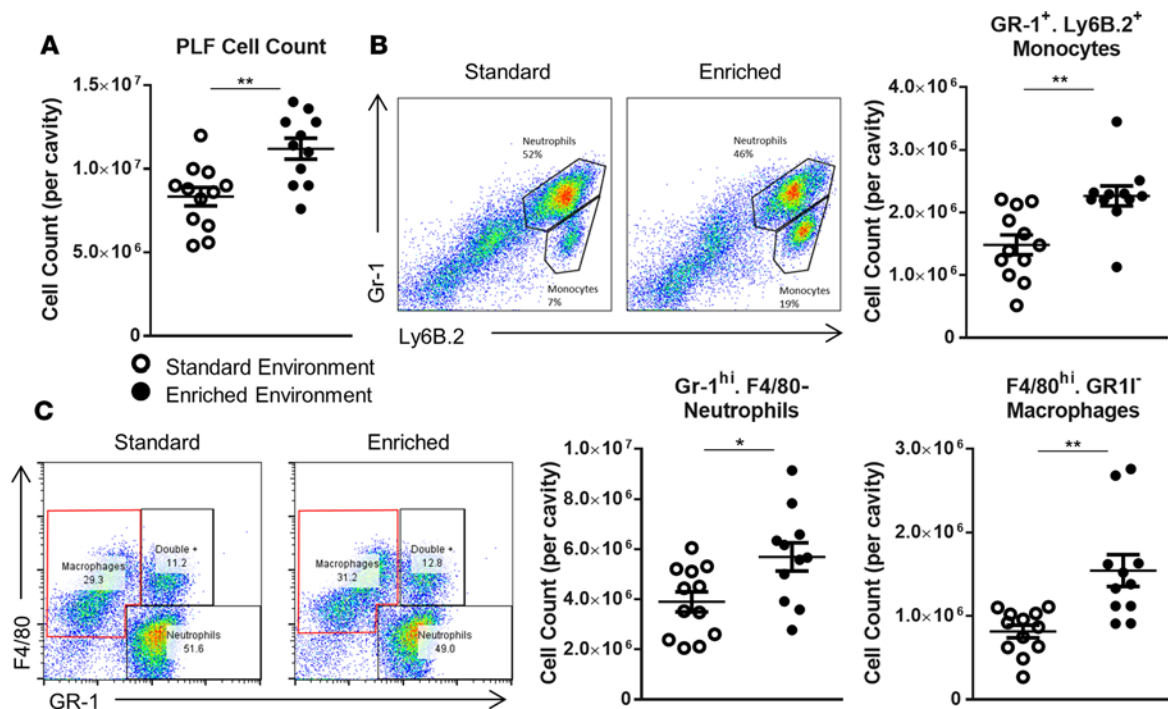 A
PLF Cell Count
**
1.5×10⁷
1.0×10⁷
5.0×10⁶
0
Cell Count (per cavity)
Standard Environment
Enriched Environment
B
Standard
Enriched
Neutrophils
52%
Monocytes
7%
Neutrophils
46%
Monocytes
19%
Gr-1
Ly6B.2
GR-1⁺. Ly6B.2⁺
Monocytes
**
4.0×10⁶
3.0×10⁶
2.0×10⁶
1.0×10⁶
0
Cell Count (per cavity)
C
Standard
Enriched
Macrophages
29.3
Double +
11.2
Neutrophils
51.6
Macrophages
31.2
Double +
12.8
Neutrophils
49.0
F4/80
GR-1
Gr-1ʰⁱ. F4/80-
Neutrophils
*
1.0×10⁷
8.0×10⁶
6.0×10⁶
4.0×10⁶
2.0×10⁶
0
Cell Count (per cavity)
F4/80ʰⁱ. GR1l⁻
Macrophages
**
3.0×10⁶
2.0×10⁶
1.0×10⁶
0
Cell Count (per cavity)